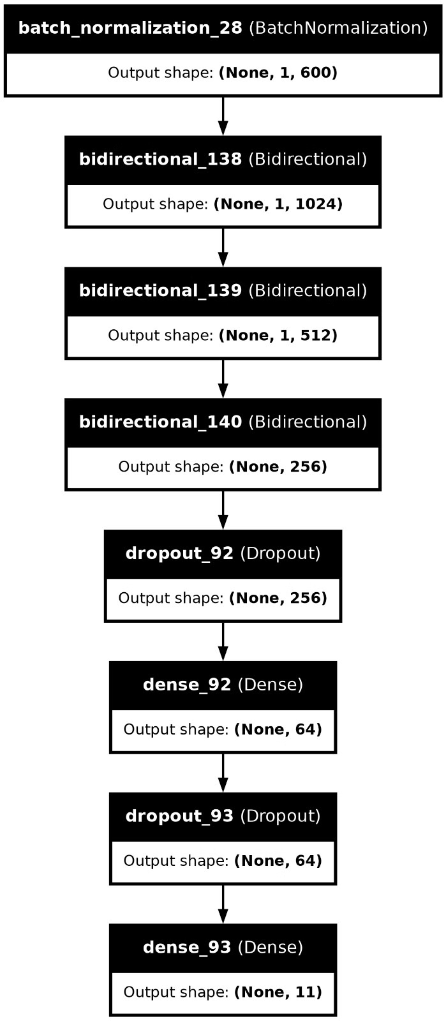 batch_normalization_28 (BatchNormalization)
Output shape: (None, 1, 600)
bidirectional_138 (Bidirectional)
Output shape: (None, 1, 1024)
bidirectional_139 (Bidirectional)
Output shape: (None, 1, 512)
bidirectional_140 (Bidirectional)
Output shape: (None, 256)
dropout_92 (Dropout)
Output shape: (None, 256)
dense_92 (Dense)
Output shape: (None, 64)
dropout_93 (Dropout)
Output shape: (None, 64)
dense_93 (Dense)
Output shape: (None, 11)